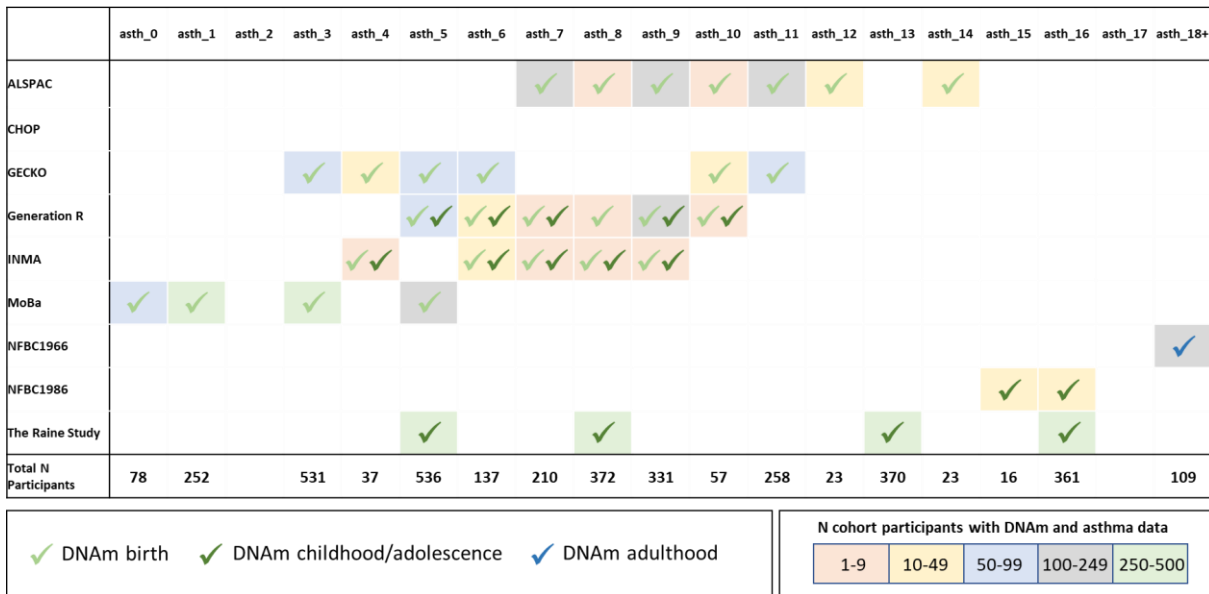 asth_0 asth_1 asth_2 asth_3 asth_4 asth_5 asth_6 asth_7 asth_8 asth_9 asth_10 asth_11 asth_12 asth_13 asth_14 asth_15 asth_16 asth_17 asth_18+
ALSPAC
CHOP
GECKO
Generation R
INMA
MoBa
NFBC1966
NFBC1986
The Raine Study
Total N
Participants
78 252 531 37 536 137 210 372 331 57 258 23 370 23 16 361 109
DNAm birth DNAm childhood/adolescence DNAm adulthood
N cohort participants with DNAm and asthma data
1-9 10-49 50-99 100-249 250-500